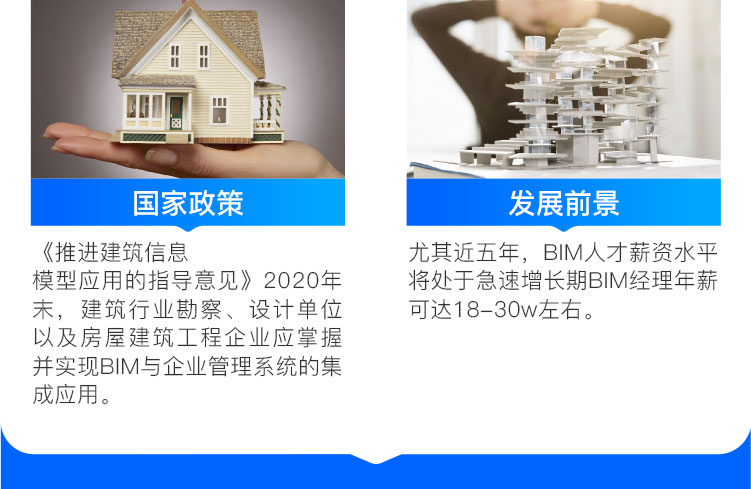 国家政策
《推进建筑信息
模型应用的指导意见》2020年
末，建筑行业勘察、设计单位
以及房屋建筑工程企业应掌握
并实现BIM与企业管理系统的集
成应用。
发展前景
尤其近五年，BIM人才薪资水平
将处于急速增长期BIM经理年薪
可达18-30w左右。